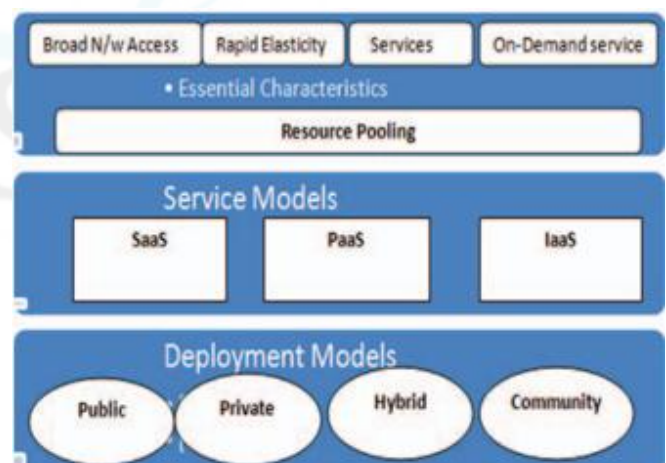 Broad N/w Access Rapid Elasticity Services On-Demand service
• Essential Characteristics
Resource Pooling
Service Models
SaaS PaaS IaaS
Deployment Models
Public Private Hybrid Community